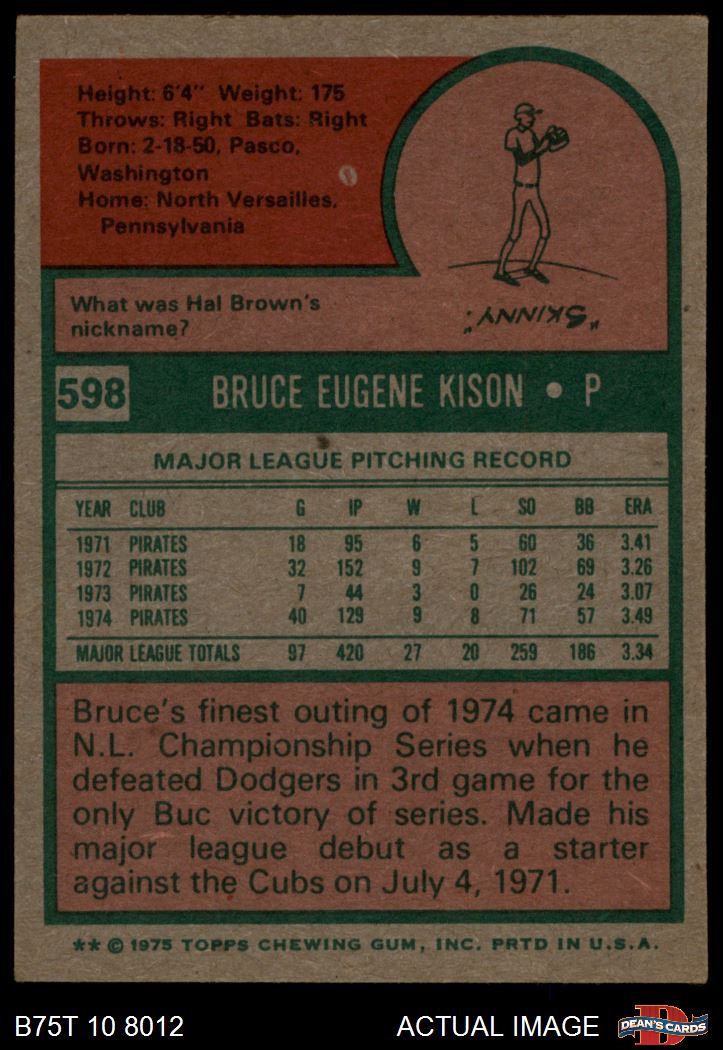 Height: 6'4" Weight: 175
Throws: Right Bats: Right
Born: 2-18-50, Pasco,
Washington
Home: North Versailles,
Pennsylvania
What was Hal Brown's
nickname?
"SKINNY."
598 BRUCE EUGENE KISON • P
MAJOR LEAGUE PITCHING RECORD
YEAR CLUB G IP W L SO BB ERA
1971 PIRATES 18 95 6 5 60 36 3.41
1972 PIRATES 32 152 9 7 102 69 3.26
1973 PIRATES 7 44 3 0 26 24 3.07
1974 PIRATES 40 129 9 8 71 57 3.49
MAJOR LEAGUE TOTALS 97 420 27 20 259 186 3.34
Bruce's finest outing of 1974 came in
N.L. Championship Series when he
defeated Dodgers in 3rd game for the
only Buc victory of series. Made his
major league debut as a starter
against the Cubs on July 4, 1971.
** © 1975 TOPPS CHEWING GUM, INC. PRTD IN U.S.A.
B75T 10 8012 ACTUAL IMAGE DEAN'S CARDS